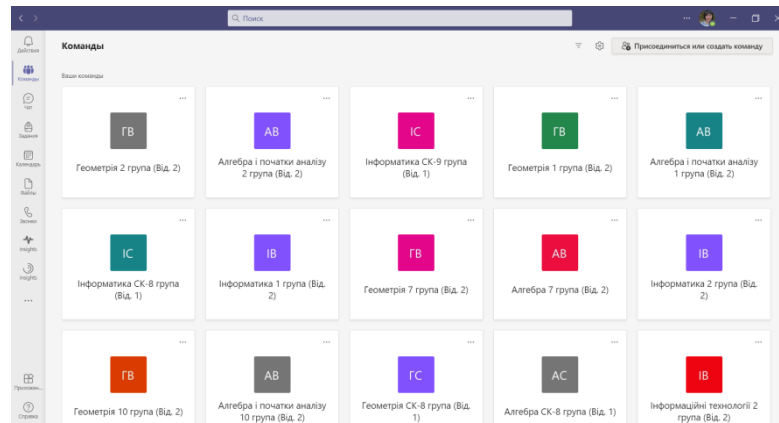 Поиск
Действия
Команды
Чат
Задания
Календарь
Файлы
Звонки
Insights
Insights
Приложен...
Справка
Команды
Присоединиться или создать команду
Ваши команды
ГВ
Геометрія 2 група (Від. 2)
АВ
Алгебра і початки аналізу
2 група (Від. 2)
ІС
Інформатика СК-9 група
(Від. 1)
ГВ
Геометрія 1 група (Від. 2)
АВ
Алгебра і початки аналізу
1 група (Від. 2)
ІС
Інформатика СК-8 група
(Від. 1)
ІВ
Інформатика 1 група (Від.
2)
ГВ
Геометрія 7 група (Від. 2)
АВ
Алгебра 7 група (Від. 2)
ІВ
Інформатика 2 група (Від.
2)
ГВ
Геометрія 10 група (Від. 2)
АВ
Алгебра і початки аналізу
10 група (Від. 2)
ГС
Геометрія СК-8 група (Від.
1)
АС
Алгебра СК-8 група (Від. 1)
ІВ
Інформаційні технології 2
група (Від. 2)